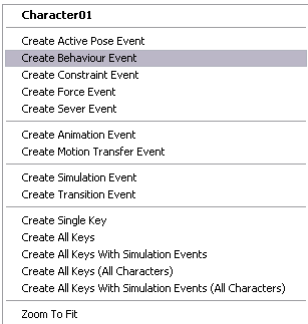 Character01
Create Active Pose Event
Create Behaviour Event
Create Constraint Event
Create Force Event
Create Sever Event
Create Animation Event
Create Motion Transfer Event
Create Simulation Event
Create Transition Event
Create Single Key
Create All Keys
Create All Keys With Simulation Events
Create All Keys (All Characters)
Create All Keys With Simulation Events (All Characters)
Zoom To Fit